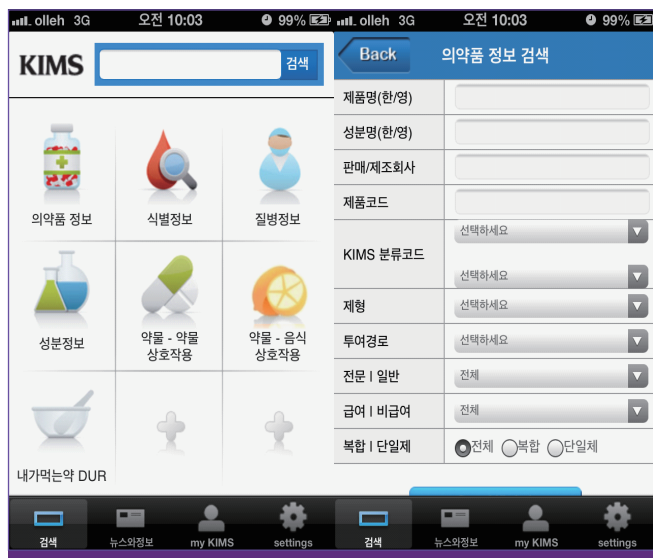 olleh 3G 오전 10:03 99%
KIMS 검색
의약품 정보 식별정보 질병정보
성분정보 약물 - 약물 약물 - 음식
상호작용 상호작용
내가먹는약 DUR
검색 뉴스와정보 my KIMS settings
olleh 3G 오전 10:03 99%
Back 의약품 정보 검색
제품명(한/영)
성분명(한/영)
판매/제조회사
제품코드
KIMS 분류코드 선택하세요
선택하세요
제형 선택하세요
투여경로 선택하세요
전문 | 일반 전체
급여 | 비급여 전체
복합 | 단일제 전체 복합 단일체
검색 뉴스와정보 my KIMS settings